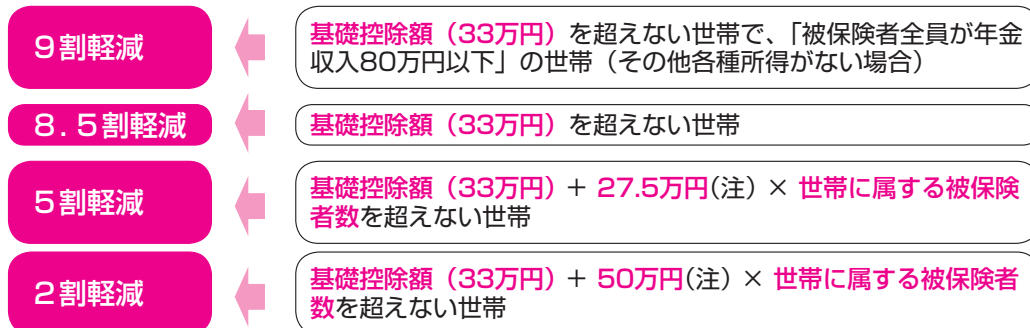 9割軽減
基礎控除額（33万円）を超えない世帯で、「被保険者全員が年金
収入80万円以下」の世帯（その他各種所得がない場合）
8.5割軽減
基礎控除額（33万円）を超えない世帯
5割軽減
基礎控除額（33万円）＋ 27.5万円(注) × 世帯に属する被保険
者数を超えない世帯
2割軽減
基礎控除額（33万円）＋ 50万円(注) × 世帯に属する被保険者
数を超えない世帯